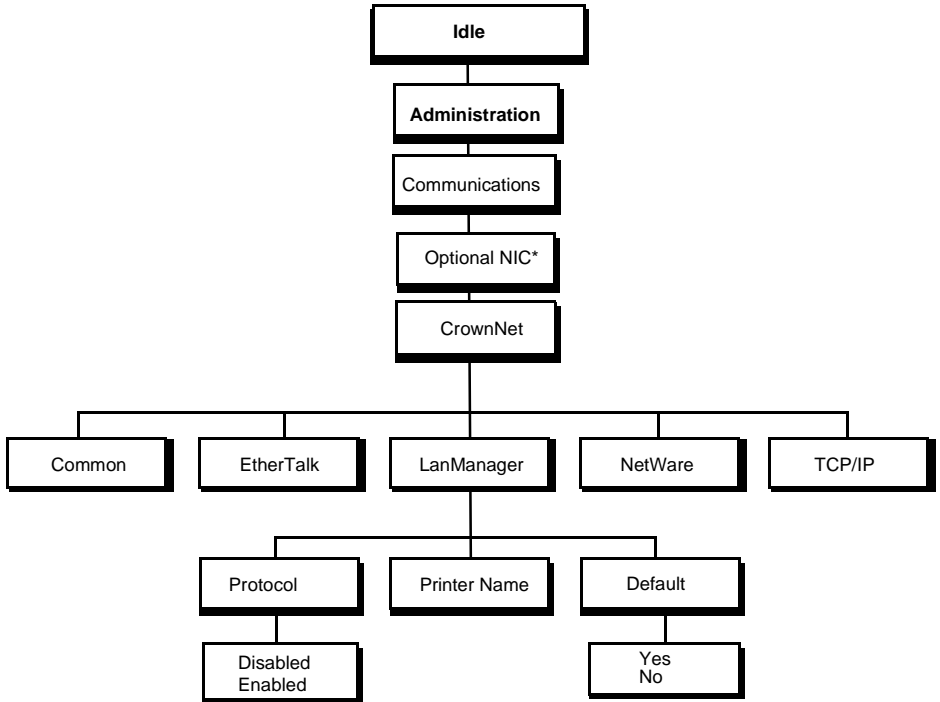 Idle
Administration
Communications
Optional NIC*
CrownNet
Common
EtherTalk
LanManager
NetWare
TCP/IP
Protocol
Printer Name
Default
Disabled
Enabled
Yes
No